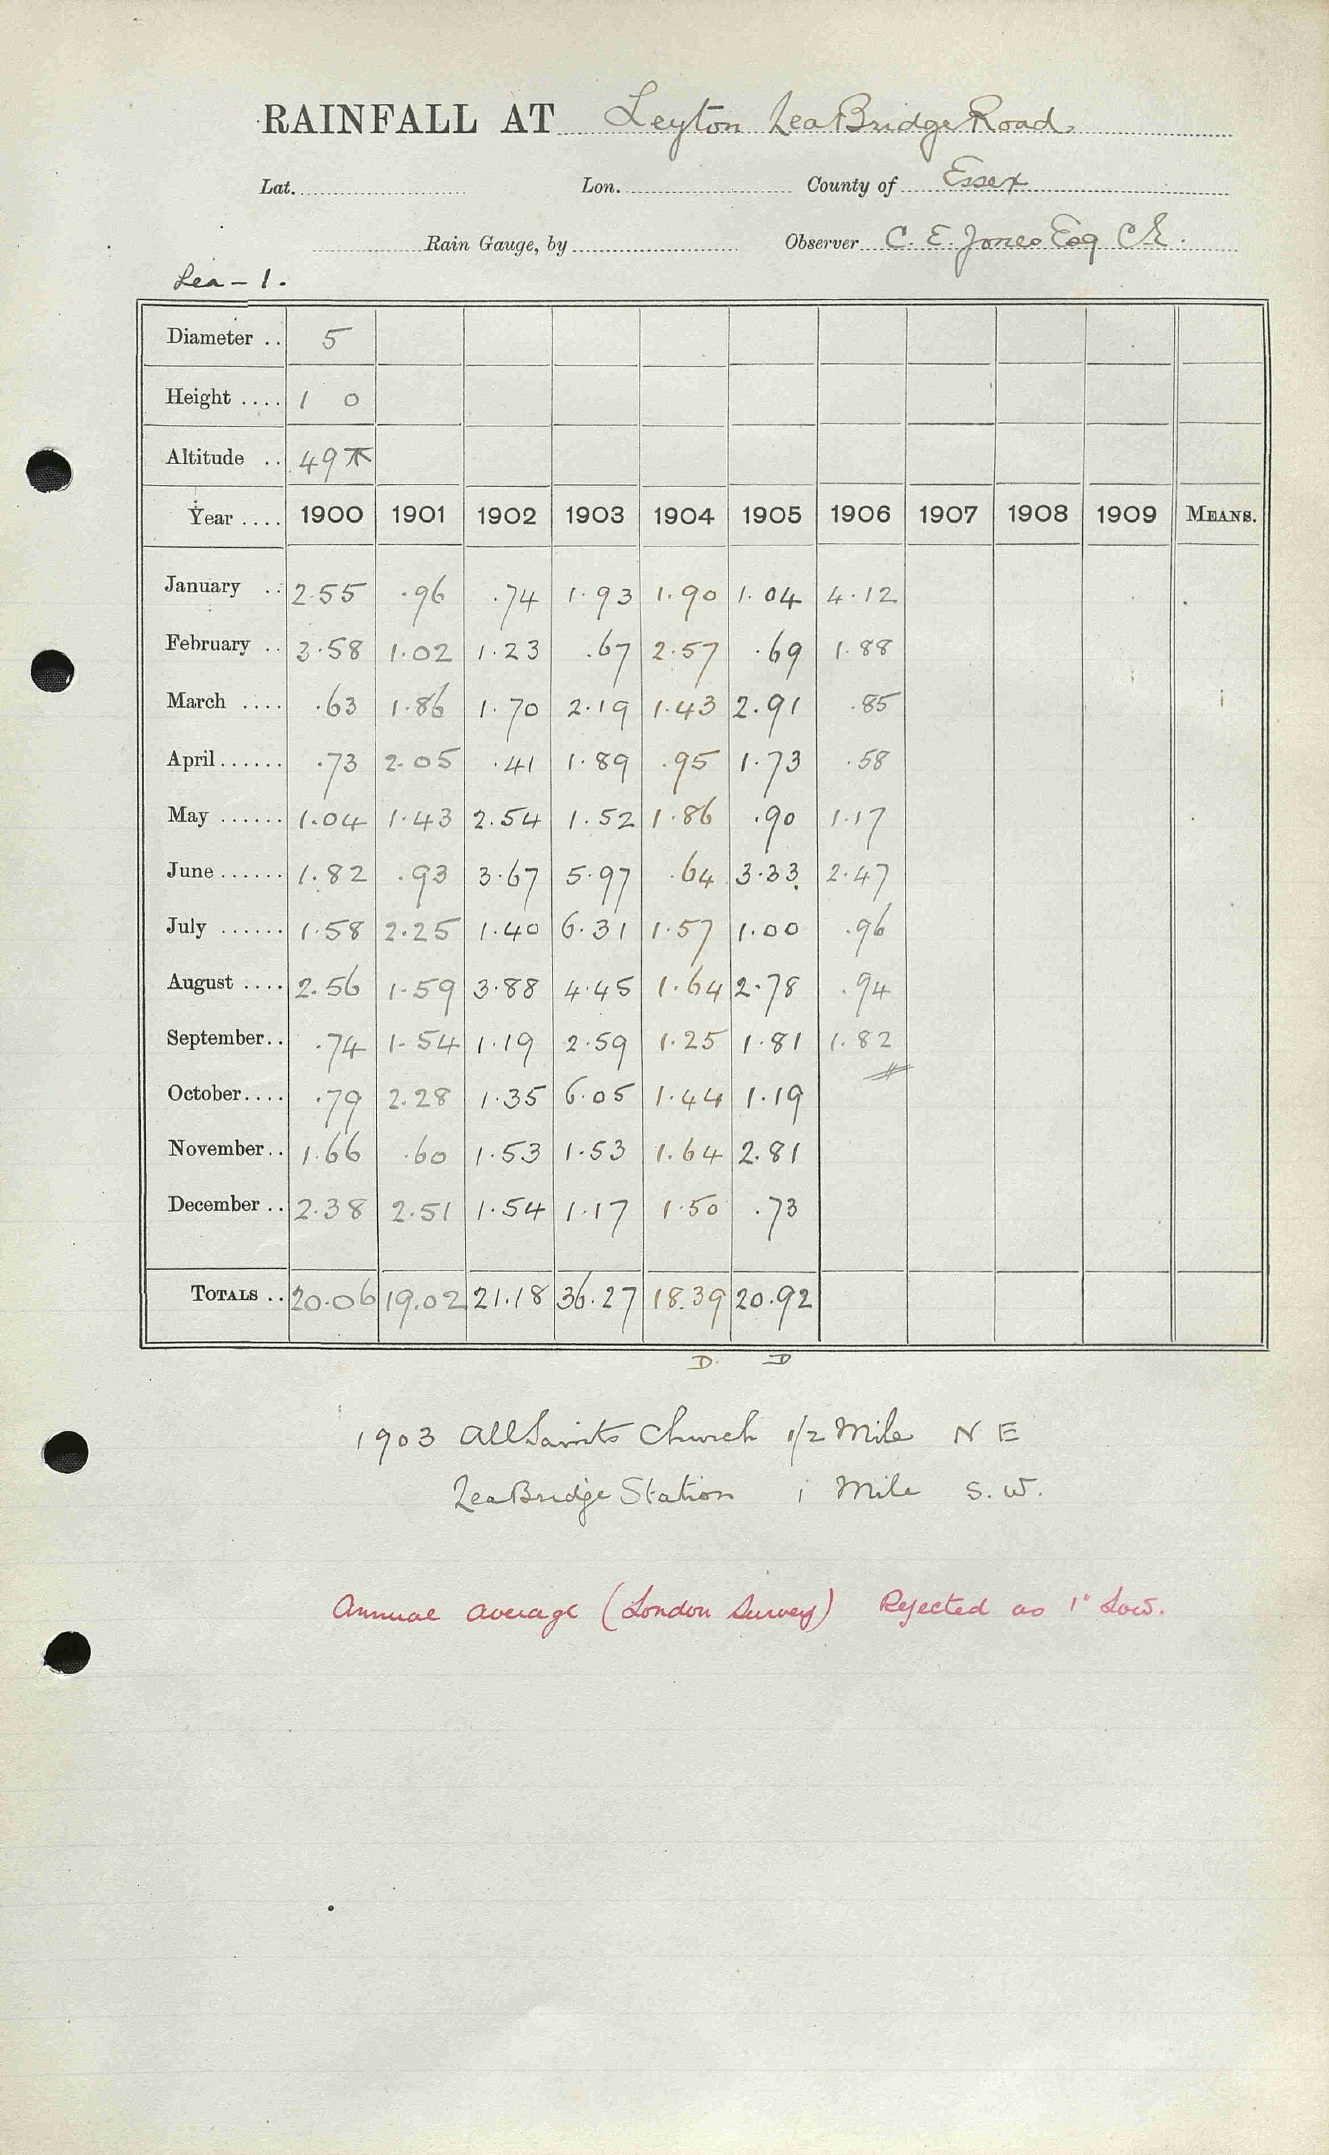 RAINFALL AT Leyton Lea Bridge Road.
Lat. Lon. County of Essex
Rain Gauge, by Observer C. E. Jones Esq C.E.
Lea - 1.
Diameter .. 5
Height .... 1 0
Altitude .. 49
Year .... 1900 1901 1902 1903 1904 1905 1906 1907 1908 1909 MEANS.
January .. 2.55 .96 .74 1.93 1.90 1.04 4.12
February .. 3.58 1.02 1.23 .67 2.57 .69 1.88
March .... .63 1.86 1.70 2.19 1.43 2.91 .85
April...... .73 2.05 .41 1.89 .95 1.73 .58
May ...... 1.04 1.43 2.54 1.52 1.86 .90 1.17
June...... 1.82 .93 3.67 5.97 .64 3.33 2.47
July ...... 1.58 2.25 1.40 6.31 1.57 1.00 .96
August .... 2.56 1.59 3.88 4.45 1.64 2.78 .94
September.. .74 1.54 1.19 2.59 1.25 1.81 1.82
October.... .79 2.28 1.35 6.05 1.44 1.19
November.. 1.66 .60 1.53 1.53 1.64 2.81
December .. 2.38 2.51 1.54 1.17 1.50 .73
TOTALS .. 20.06 19.02 21.18 36.27 18.39 20.92
D. D
1903 All Saints Church 1/2 Mile N E
Lea Bridge Station 1 Mile S. W.
Annual average (London Survey) Rejected as 1" Low.